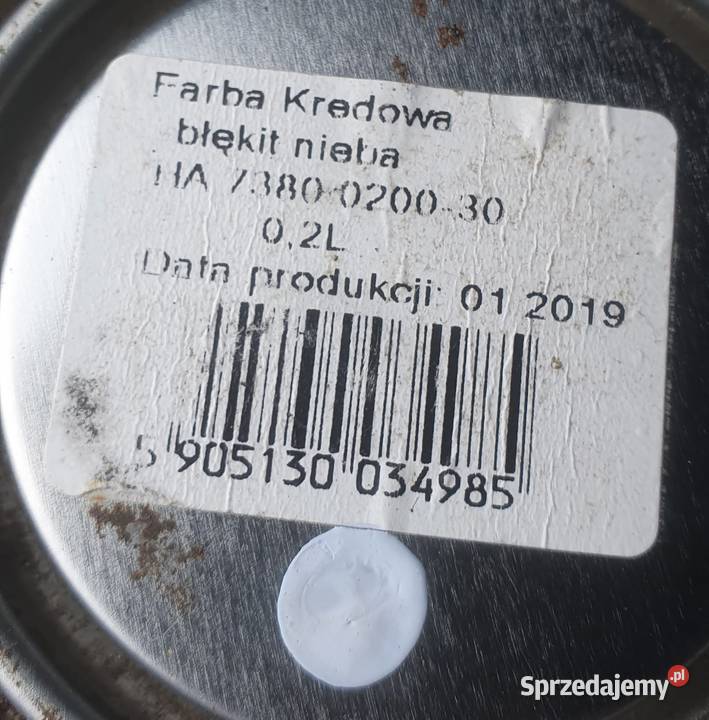 Farba Kredowa
błękit nieba
HA 7380-0200-30
0,2L
Data produkcji: 01 2019
5 905130 034985
Sprzedajemy.pl